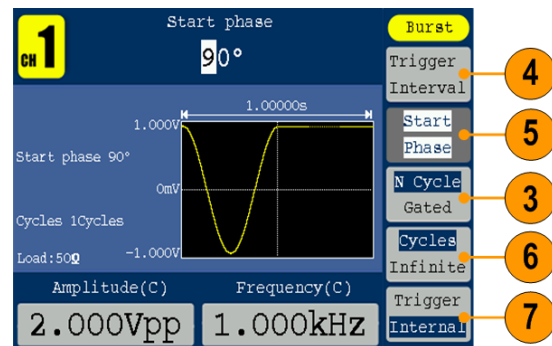 CH 1
Start phase
90°
Burst
Trigger
Interval
4
Start
Phase
5
N Cycle
Gated
3
Cycles
Infinite
6
Trigger
Internal
7
1.00000s
1.000V
Start phase 90°
0mV
Cycles 1Cycles
Load:50Ω
-1.000V
Amplitude(C)
2.000Vpp
Frequency(C)
1.000kHz